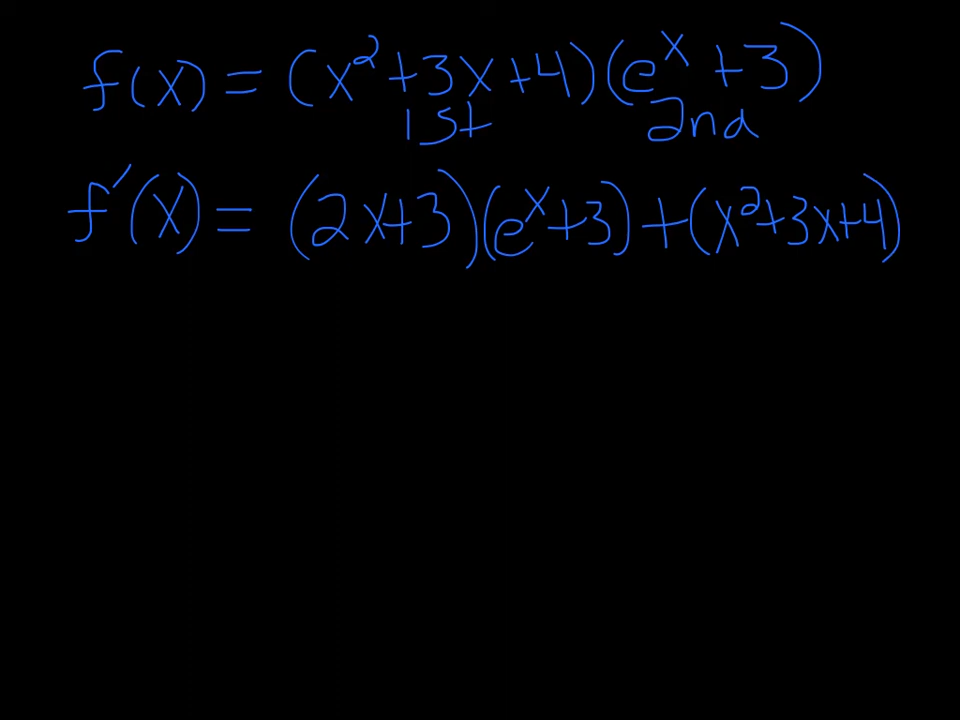 f(x) = (x² + 3x + 4)(eˣ + 3)
1st 2nd
f'(x) = (2x+3)(eˣ+3) + (x²+3x+4)